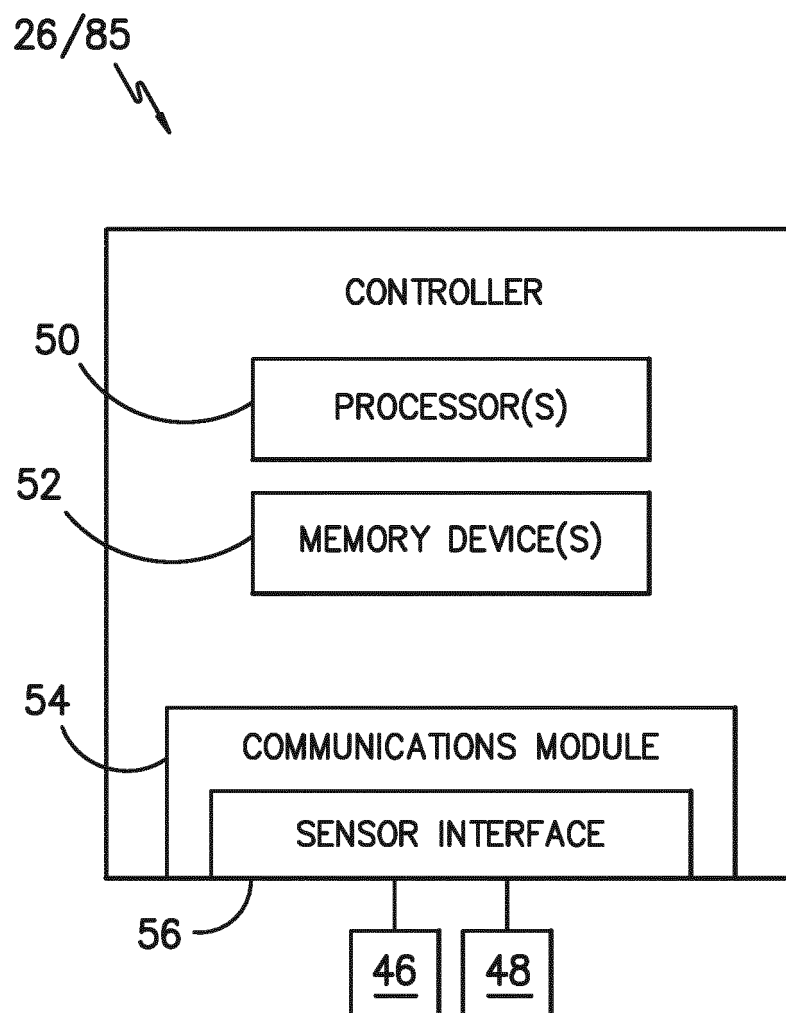 26/85
CONTROLLER
50
PROCESSOR(S)
52
MEMORY DEVICE(S)
54
COMMUNICATIONS MODULE
SENSOR INTERFACE
56
46 48